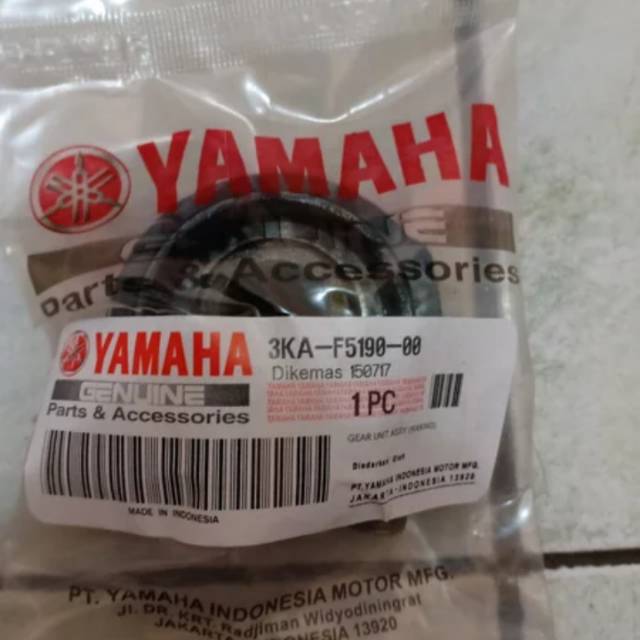 YAMAHA
GENUINE
Parts & Accessories
YAMAHA
GENUINE
Parts & Accessories
3KA-F5190-00
Dikemas 150717
1 PC
GEAR UNIT ASSY
Diedarkan Oleh
PT.YAMAHA INDONESIA MOTOR MFG.
JAKARTA-INDONESIA 13920
MADE IN INDONESIA
PT. YAMAHA INDONESIA MOTOR MFG.
JL. DR. KRT. Radjiman Widyodiningrat
JAKARTA INDONESIA 13920